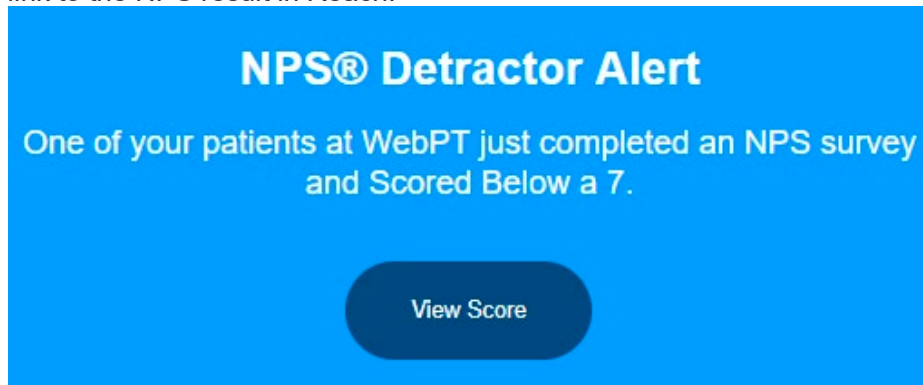 NPS® Detractor Alert
One of your patients at WebPT just completed an NPS survey
and Scored Below a 7.
View Score